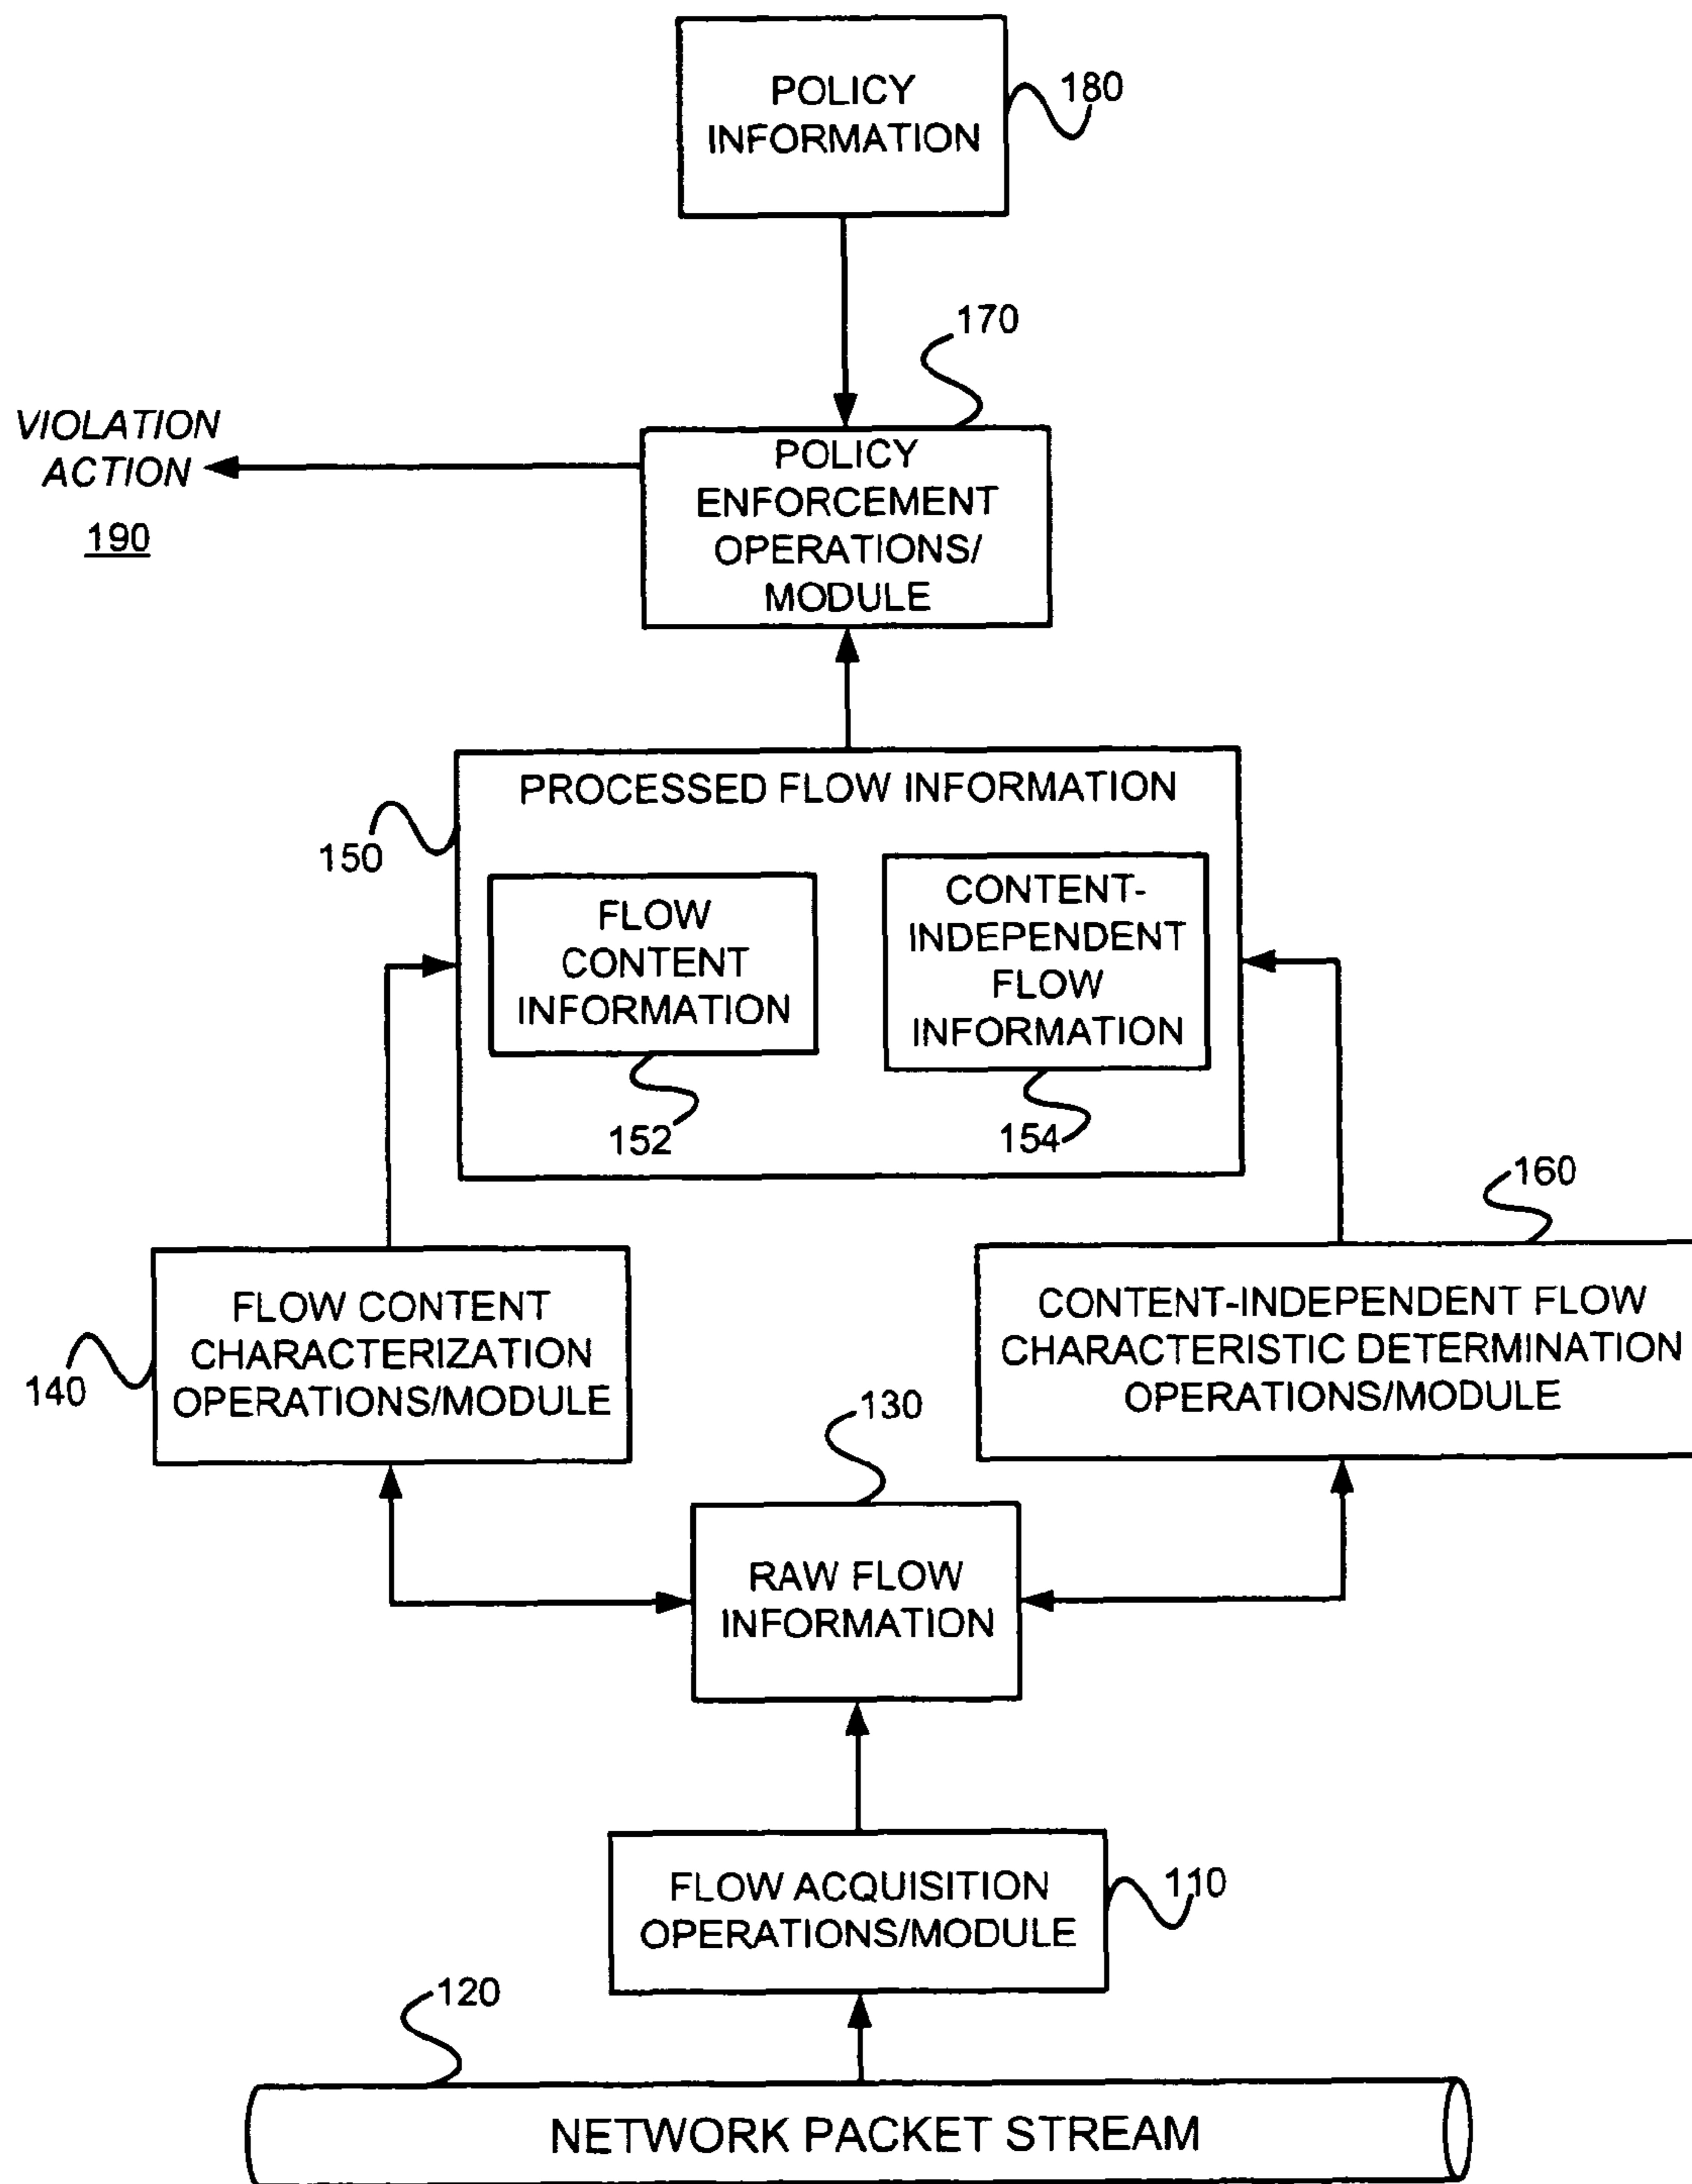 POLICY
INFORMATION
180
170
VIOLATION
ACTION
190
POLICY
ENFORCEMENT
OPERATIONS/
MODULE
PROCESSED FLOW INFORMATION
150
FLOW
CONTENT
INFORMATION
152
CONTENT-
INDEPENDENT
FLOW
INFORMATION
154
160
FLOW CONTENT
CHARACTERIZATION
OPERATIONS/MODULE
140
CONTENT-INDEPENDENT FLOW
CHARACTERISTIC DETERMINATION
OPERATIONS/MODULE
130
RAW FLOW
INFORMATION
FLOW ACQUISITION
OPERATIONS/MODULE
110
120
NETWORK PACKET STREAM